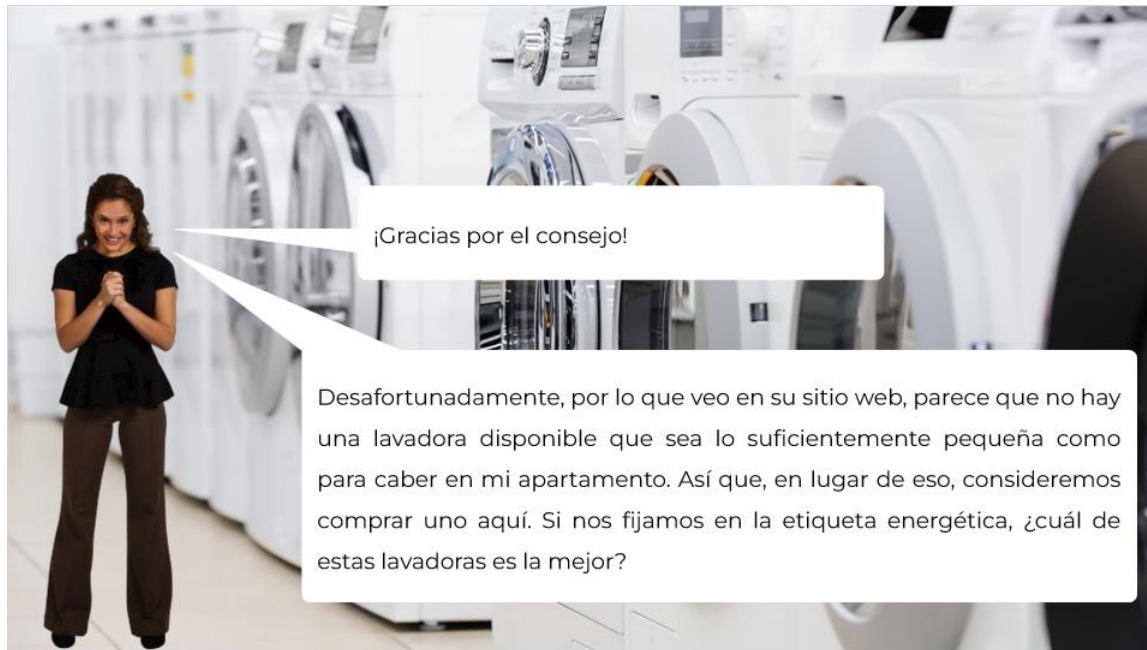 ¡Gracias por el consejo!
Desafortunadamente, por lo que veo en su sitio web, parece que no hay
una lavadora disponible que sea lo suficientemente pequeña como
para caber en mi apartamento. Así que, en lugar de eso, consideremos
comprar uno aquí. Si nos fijamos en la etiqueta energética, ¿cuál de
estas lavadoras es la mejor?